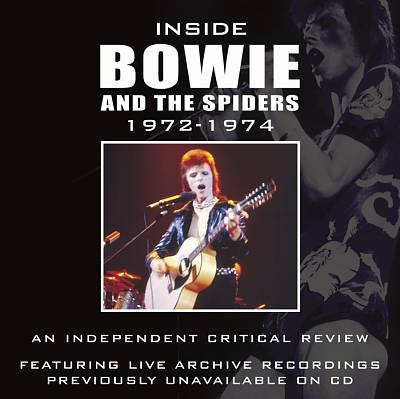 INSIDE
BOWIE
AND THE SPIDERS
1972-1974
AN INDEPENDENT CRITICAL REVIEW
FEATURING LIVE ARCHIVE RECORDINGS
PREVIOUSLY UNAVAILABLE ON CD